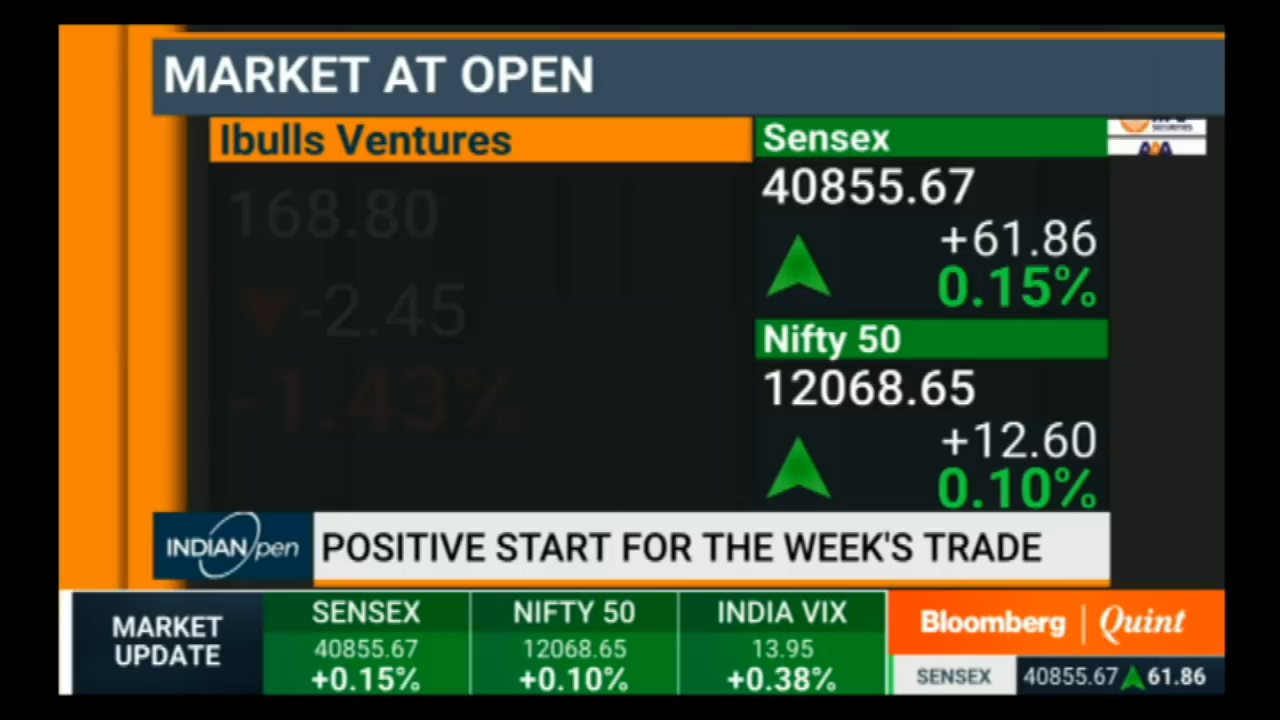 MARKET AT OPEN
Ibulls Ventures
168.80
-2.45
-1.43%
Sensex
40855.67
+61.86
0.15%
Nifty 50
12068.65
+12.60
0.10%
SECURITIES
INDIAN Open
POSITIVE START FOR THE WEEK'S TRADE
MARKET
UPDATE
SENSEX
40855.67
+0.15%
NIFTY 50
12068.65
+0.10%
INDIA VIX
13.95
+0.38%
Bloomberg | Quint
SENSEX 40855.67 61.86